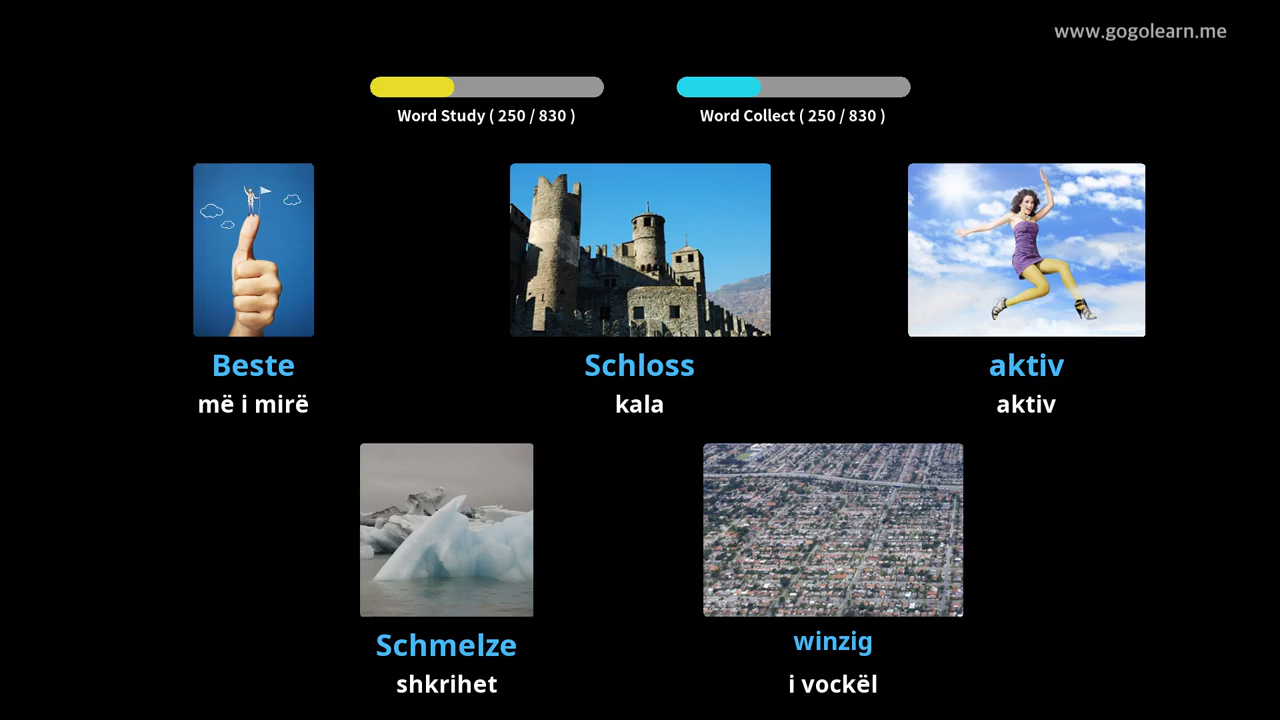 www.gogolearn.me
Word Study ( 250 / 830 )
Word Collect ( 250 / 830 )
Beste
Schloss
aktiv
më i mirë
kala
aktiv
Schmelze
winzig
shkrihet
i vockël